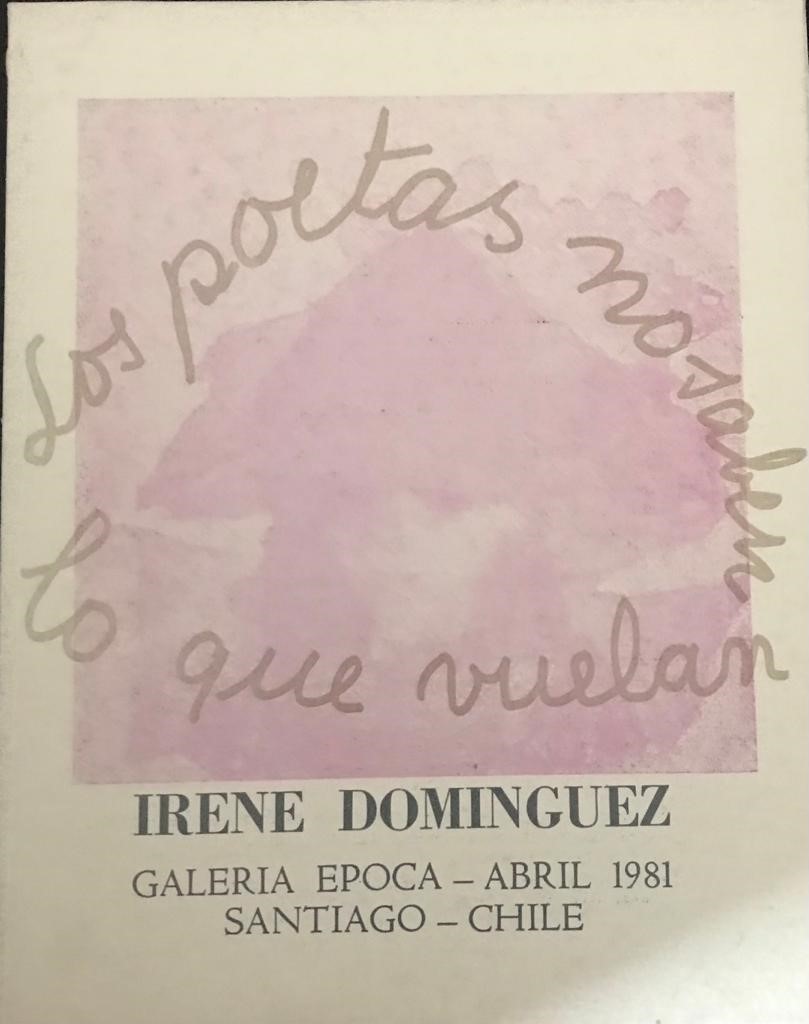 Los poetas no saben
lo que vuelan
IRENE DOMINGUEZ
GALERIA EPOCA – ABRIL 1981
SANTIAGO – CHILE